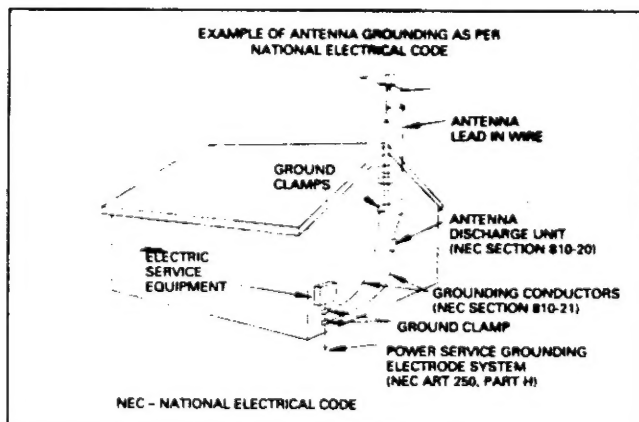 EXAMPLE OF ANTENNA GROUNDING AS PER
NATIONAL ELECTRICAL CODE
ANTENNA
LEAD IN WIRE
GROUND
CLAMPS
ANTENNA
DISCHARGE UNIT
(NEC SECTION 810-20)
ELECTRIC
SERVICE
EQUIPMENT
GROUNDING CONDUCTORS
(NEC SECTION 810-21)
GROUND CLAMP
POWER SERVICE GROUNDING
ELECTRODE SYSTEM
(NEC ART 250, PART H)
NEC – NATIONAL ELECTRICAL CODE